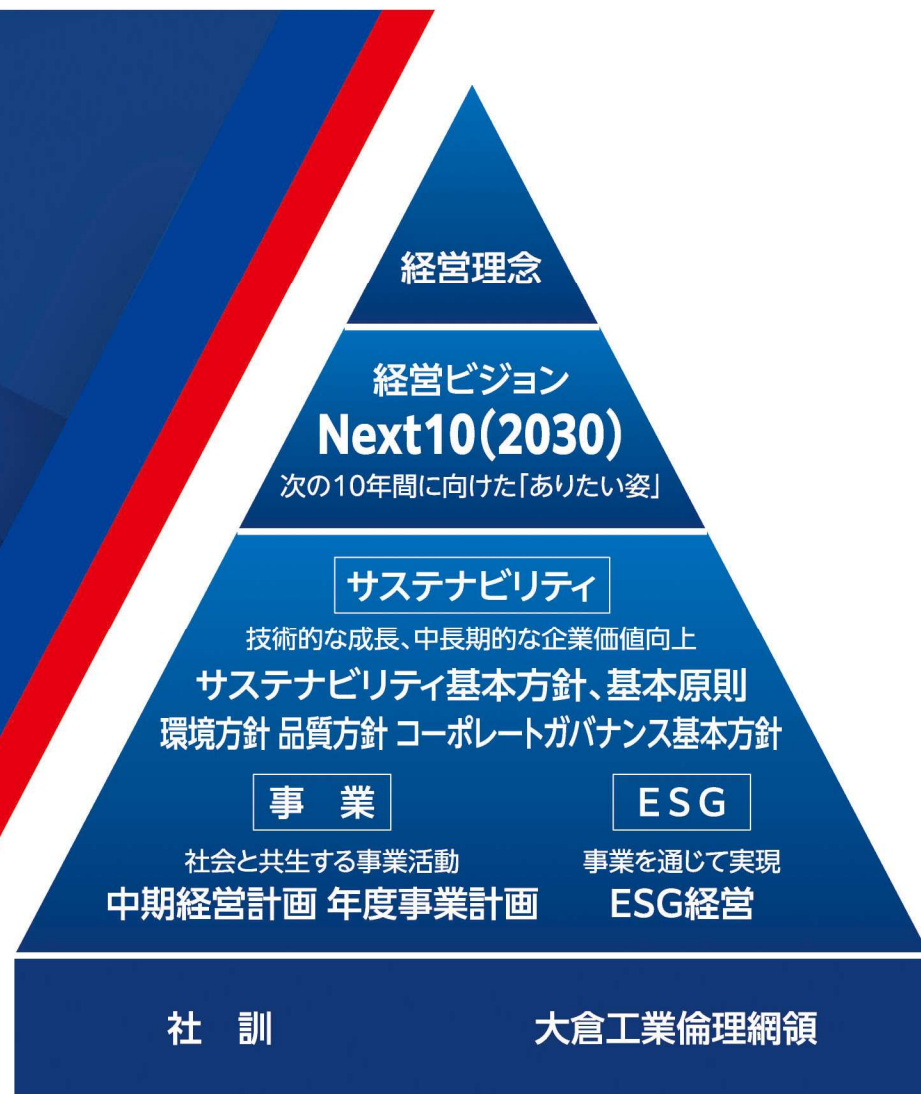 経営理念
経営ビジョン
Next10(2030)
次の10年間に向けた「ありたい姿」
サステナビリティ
技術的な成長、中長期的な企業価値向上
サステナビリティ基本方針、基本原則
環境方針 品質方針 コーポレートガバナンス基本方針
事 業
社会と共生する事業活動
中期経営計画 年度事業計画
ESG
事業を通じて実現
ESG経営
社 訓
大倉工業倫理綱領